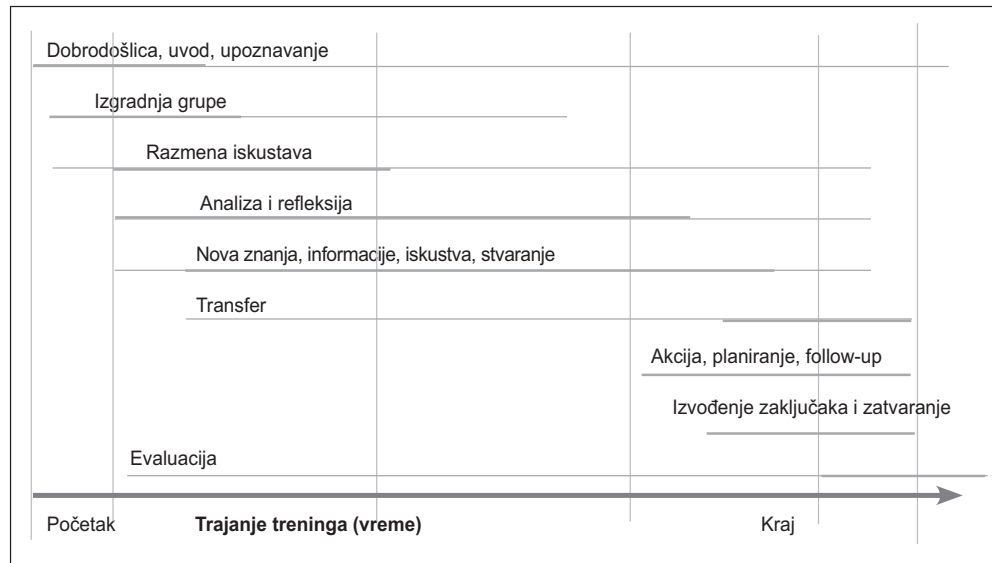 Dobrodošlica, uvod, upoznavanje
Izgradnja grupe
Razmena iskustava
Analiza i refleksija
Nova znanja, informacije, iskustva, stvaranje
Transfer
Akcija, planiranje, follow-up
Izvođenje zaključaka i zatvaranje
Evaluacija
Početak Trajanje treninga (vreme) Kraj